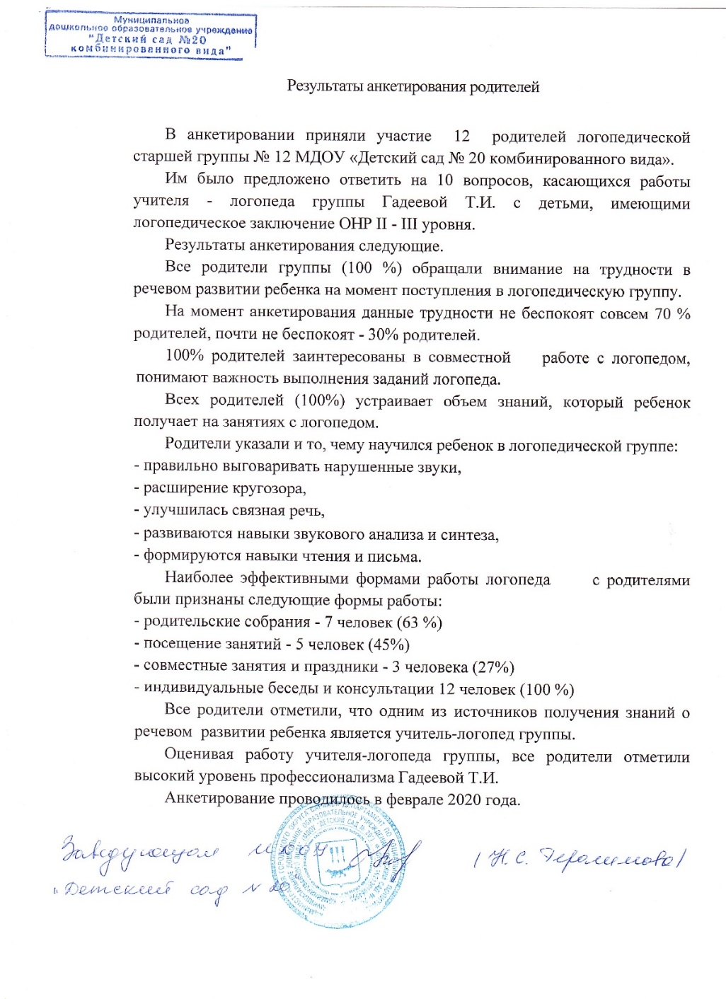 Муниципальное
дошкольное образовательное учреждение
"Детский сад №20
комбинированного вида"
Результаты анкетирования родителей
В анкетировании приняли участие 12 родителей логопедической
старшей группы № 12 МДОУ «Детский сад № 20 комбинированного вида».
Им было предложено ответить на 10 вопросов, касающихся работы
учителя - логопеда группы Гадеевой Т.И. с детьми, имеющими
логопедическое заключение ОНР II - III уровня.
Результаты анкетирования следующие.
Все родители группы (100 %) обращали внимание на трудности в
речевом развитии ребенка на момент поступления в логопедическую группу.
На момент анкетирования данные трудности не беспокоят совсем 70 %
родителей, почти не беспокоят - 30% родителей.
100% родителей заинтересованы в совместной работе с логопедом,
понимают важность выполнения заданий логопеда.
Всех родителей (100%) устраивает объем знаний, который ребенок
получает на занятиях с логопедом.
Родители указали и то, чему научился ребенок в логопедической группе:
- правильно выговаривать нарушенные звуки,
- расширение кругозора,
- улучшилась связная речь,
- развиваются навыки звукового анализа и синтеза,
- формируются навыки чтения и письма.
Наиболее эффективными формами работы логопеда с родителями
были признаны следующие формы работы:
- родительские собрания - 7 человек (63 %)
- посещение занятий - 5 человек (45%)
- совместные занятия и праздники - 3 человека (27%)
- индивидуальные беседы и консультации 12 человек (100 %)
Все родители отметили, что одним из источников получения знаний о
речевом развитии ребенка является учитель-логопед группы.
Оценивая работу учителя-логопеда группы, все родители отметили
высокий уровень профессионализма Гадеевой Т.И.
Анкетирование проводилось в феврале 2020 года.
Заведующая МДОУ (Н.С. Герасимова)
"Детский сад № 20